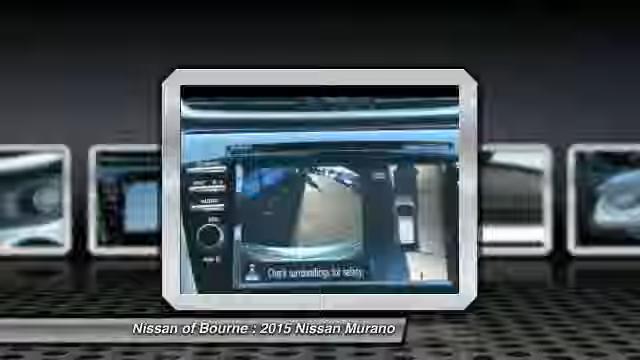 Check surroundings for safety
Nissan of Bourne : 2015 Nissan Murano